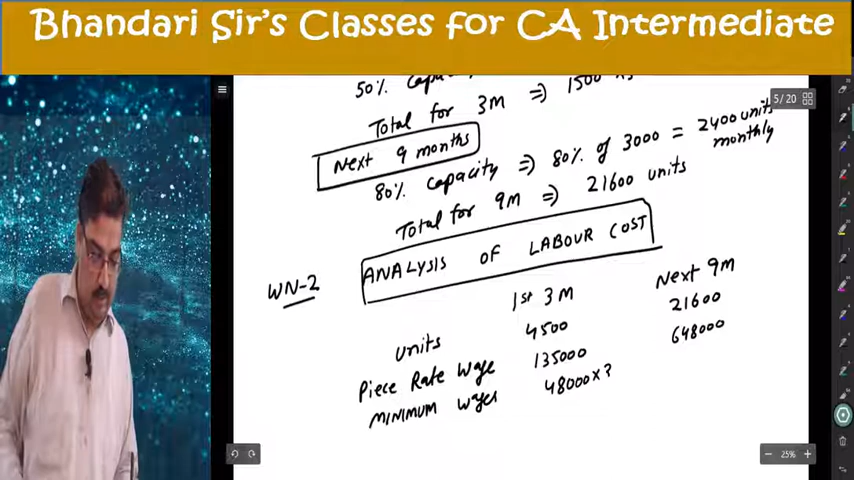 Bhandari Sir's Classes for CA Intermediate
50%
Total for 3M ⇒ 1500
5/20
Next 9 months
80% capacity ⇒ 80% of 3000 = 2400 units monthly
Total for 9M ⇒ 21600 units
WN-2 ANALYSIS OF LABOUR COST
1st 3M Next 9M
units 4500 21600
Piece Rate Wage 135000 648000
MINIMUM wages 48000×3
25%